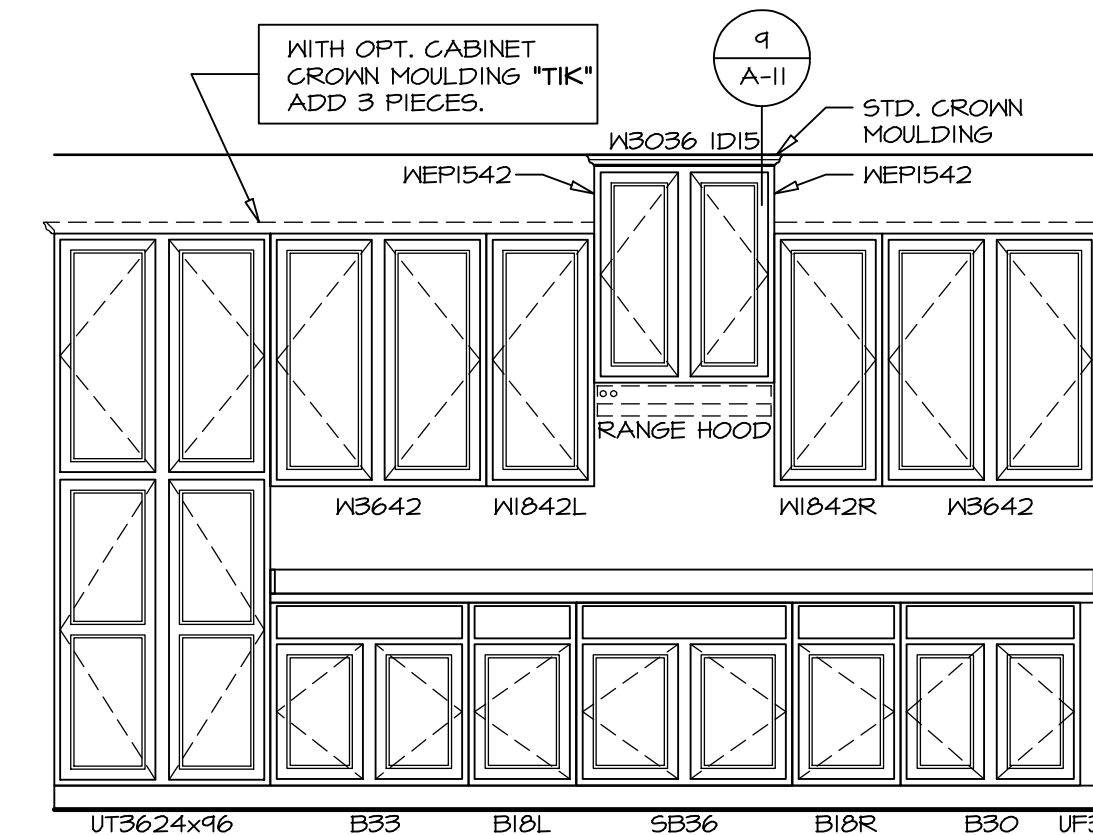 WITH OPT. CABINET
CROWN MOULDING "TIK"
ADD 3 PIECES.
9
A-11
STD. CROWN
MOULDING
W3036 1D15
WEP1542
WEP1542
RANGE HOOD
W3642
W1842L
W1842R
W3642
UT3624x96
B33
B18L
SB36
B18R
B30